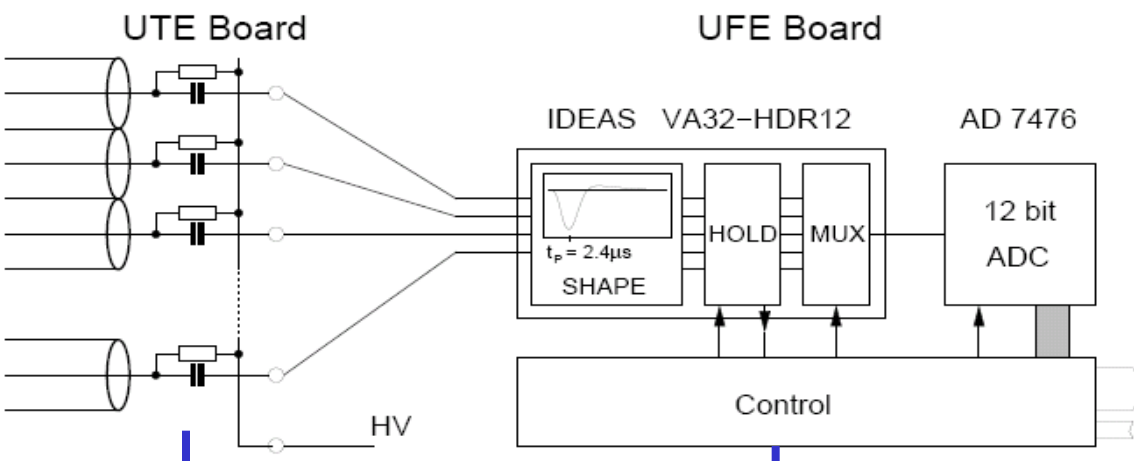 UTE Board
UFE Board
IDEAS VA32−HDR12
AD 7476
tP = 2.4μs
SHAPE
HOLD
MUX
12 bit
ADC
Control
HV